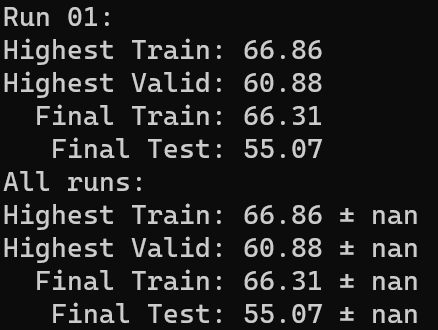 Run 01:
Highest Train: 66.86
Highest Valid: 60.88
  Final Train: 66.31
   Final Test: 55.07
All runs:
Highest Train: 66.86 ± nan
Highest Valid: 60.88 ± nan
  Final Train: 66.31 ± nan
   Final Test: 55.07 ± nan